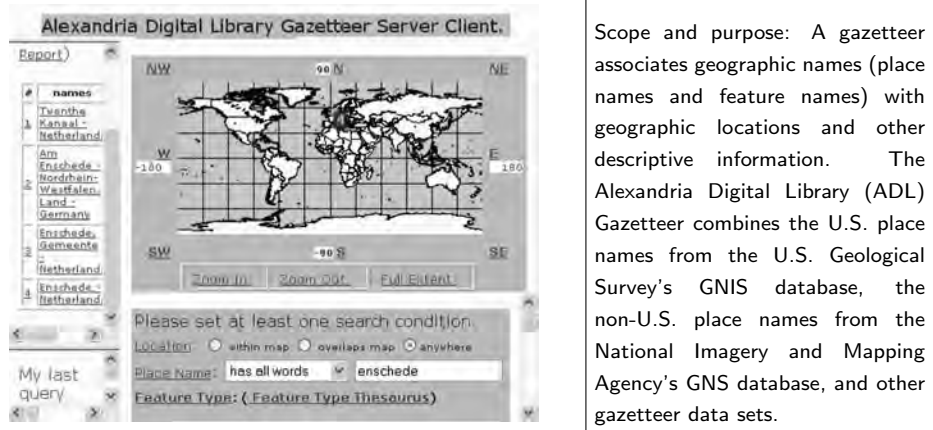 Alexandria Digital Library Gazetteer Server Client.
Report)
# names
1 Twenthe
Kanaal -
Netherland
2 Am
Enschede -
Nordrhein-
Westfalen,
Land -
Germany
3 Enschede,
Gemeente
-
Netherland
4 Enschede -
Netherland
My last
query
NW 90 N NE
W E
-180 180
SW -90 S SE
Zoom In Zoom Out Full Extent
Please set at least one search condition
Location: within map overlaps map anywhere
Place Name: has all words enschede
Feature Type: ( Feature Type Thesaurus)
Scope and purpose: A gazetteer
associates geographic names (place
names and feature names) with
geographic locations and other
descriptive information. The
Alexandria Digital Library (ADL)
Gazetteer combines the U.S. place
names from the U.S. Geological
Survey's GNIS database, the
non-U.S. place names from the
National Imagery and Mapping
Agency's GNS database, and other
gazetteer data sets.